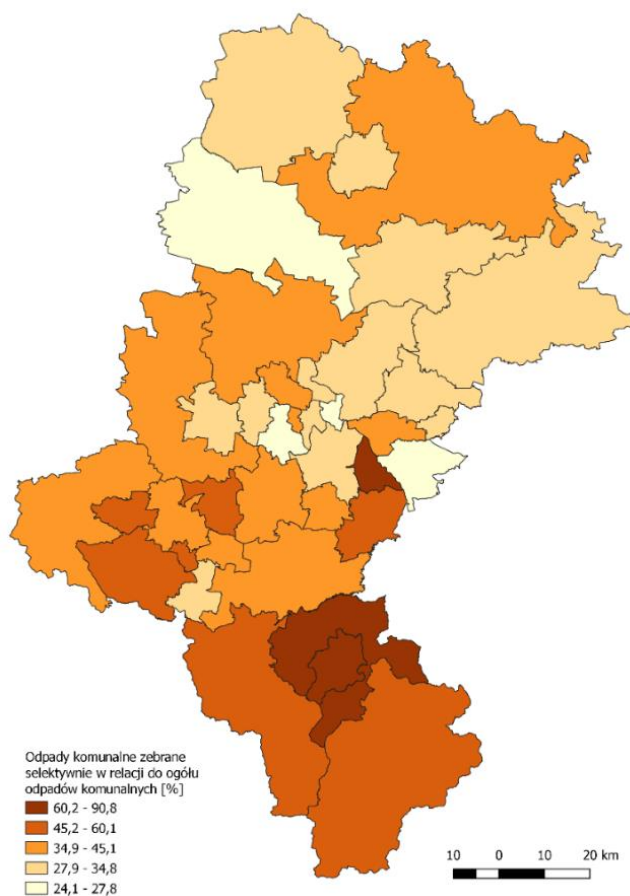 Odpady komunalne zebrane
selektywnie w relacji do ogółu
odpadów komunalnych [%]
60,2 - 90,8
45,2 - 60,1
34,9 - 45,1
27,9 - 34,8
24,1 - 27,8
10 0 10 20 km